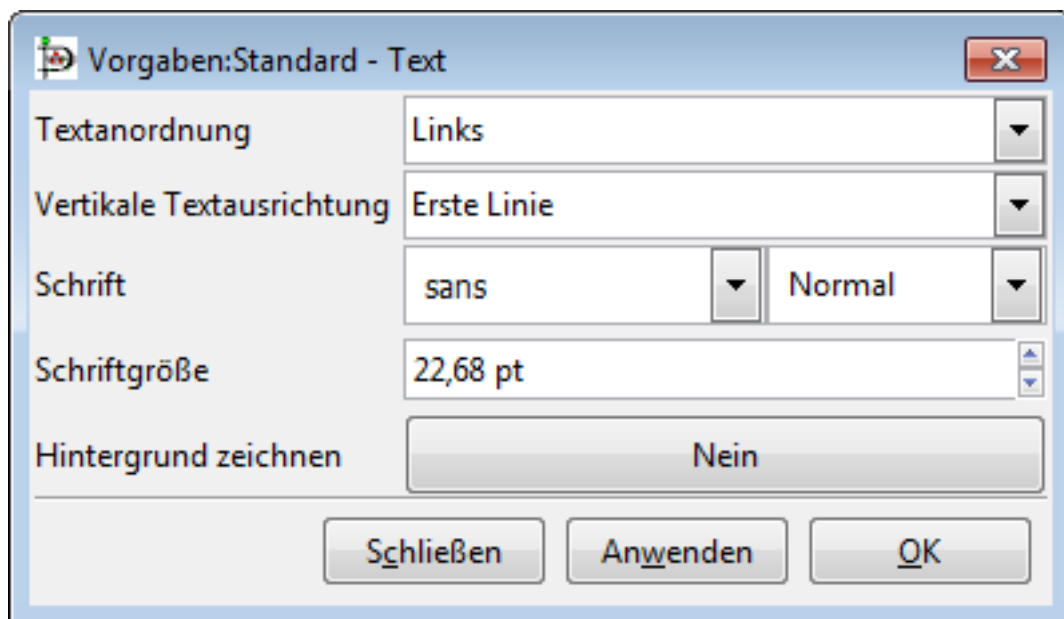 Vorgaben:Standard - Text
Textanordnung Links
Vertikale Textausrichtung Erste Linie
Schrift sans Normal
Schriftgröße 22,68 pt
Hintergrund zeichnen Nein
Schließen Anwenden OK